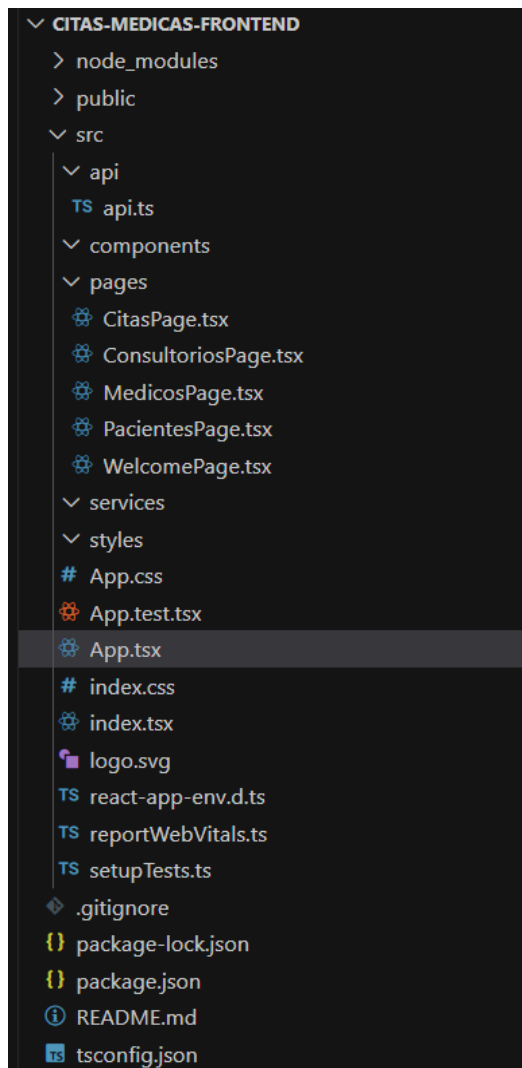 CITAS-MEDICAS-FRONTEND
node_modules
public
src
api
TS api.ts
components
pages
CitasPage.tsx
ConsultoriosPage.tsx
MedicosPage.tsx
PacientesPage.tsx
WelcomePage.tsx
services
styles
# App.css
App.test.tsx
App.tsx
# index.css
index.tsx
logo.svg
TS react-app-env.d.ts
TS reportWebVitals.ts
TS setupTests.ts
.gitignore
{} package-lock.json
{} package.json
README.md
TS tsconfig.json